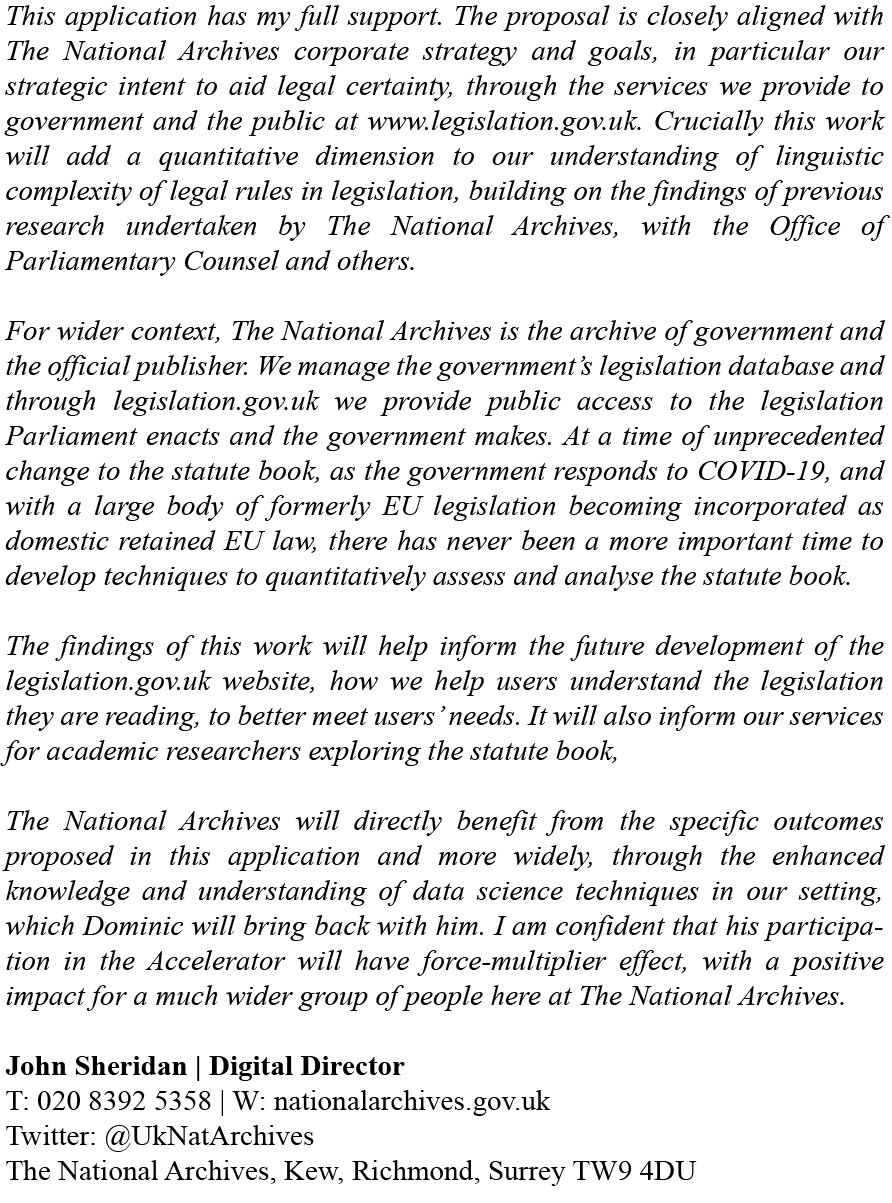 This application has my full support. The proposal is closely aligned with
The National Archives corporate strategy and goals, in particular our
strategic intent to aid legal certainty, through the services we provide to
government and the public at www.legislation.gov.uk. Crucially this work
will add a quantitative dimension to our understanding of linguistic
complexity of legal rules in legislation, building on the findings of previous
research undertaken by The National Archives, with the Office of
Parliamentary Counsel and others.

For wider context, The National Archives is the archive of government and
the official publisher. We manage the government’s legislation database and
through legislation.gov.uk we provide public access to the legislation
Parliament enacts and the government makes. At a time of unprecedented
change to the statute book, as the government responds to COVID-19, and
with a large body of formerly EU legislation becoming incorporated as
domestic retained EU law, there has never been a more important time to
develop techniques to quantitatively assess and analyse the statute book.

The findings of this work will help inform the future development of the
legislation.gov.uk website, how we help users understand the legislation
they are reading, to better meet users’ needs. It will also inform our services
for academic researchers exploring the statute book,

The National Archives will directly benefit from the specific outcomes
proposed in this application and more widely, through the enhanced
knowledge and understanding of data science techniques in our setting,
which Dominic will bring back with him. I am confident that his participa-
tion in the Accelerator will have force-multiplier effect, with a positive
impact for a much wider group of people here at The National Archives.

John Sheridan | Digital Director
T: 020 8392 5358 | W: nationalarchives.gov.uk
Twitter: @UkNatArchives
The National Archives, Kew, Richmond, Surrey TW9 4DU